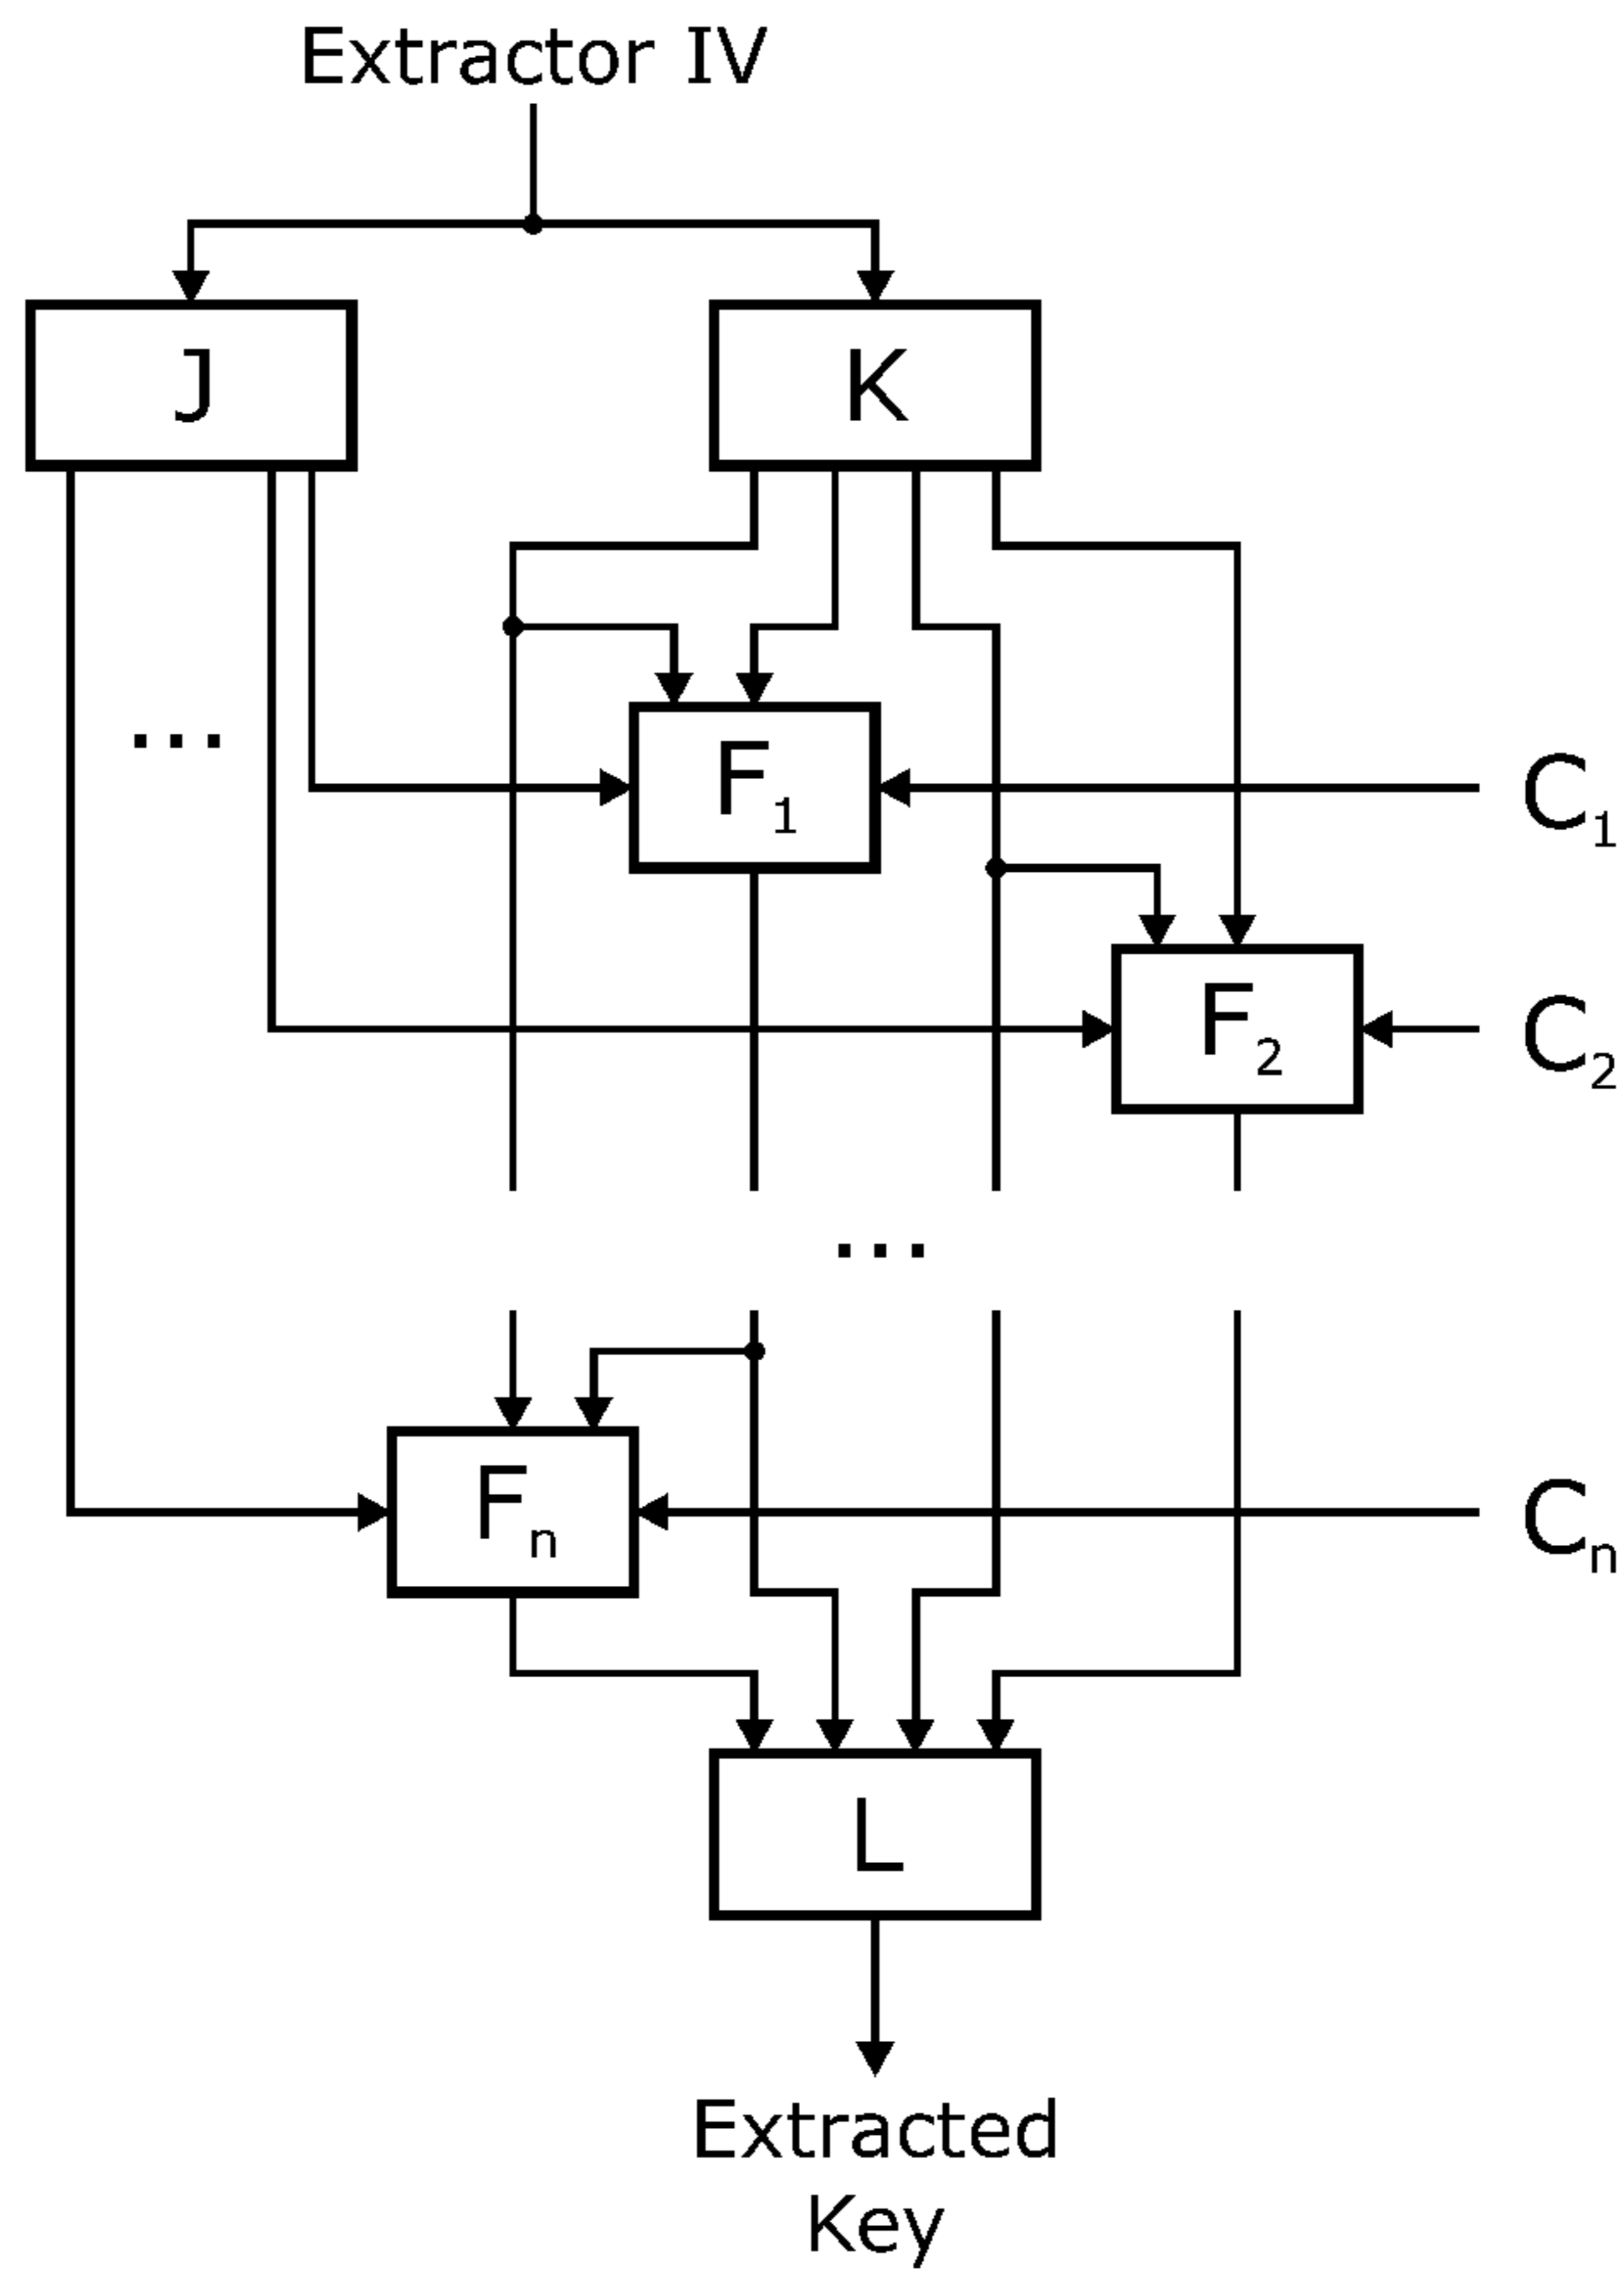 Extractor IV
J
K
...
F1
C1
F2
C2
...
Fn
Cn
L
Extracted
Key